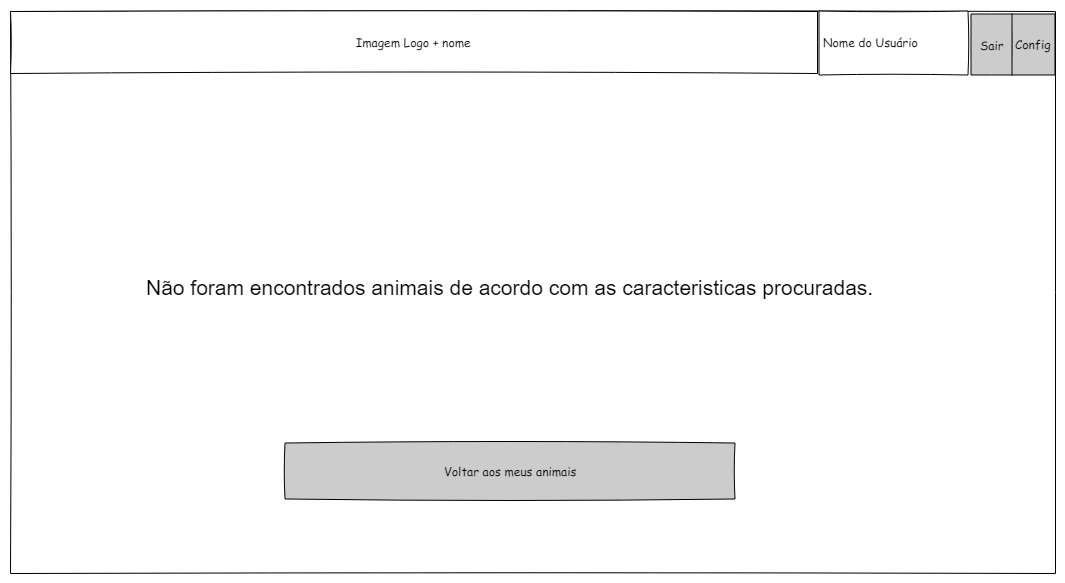 Imagem Logo + nome
Nome do Usuário
Sair
Config
Não foram encontrados animais de acordo com as caracteristicas procuradas.
Voltar aos meus animais